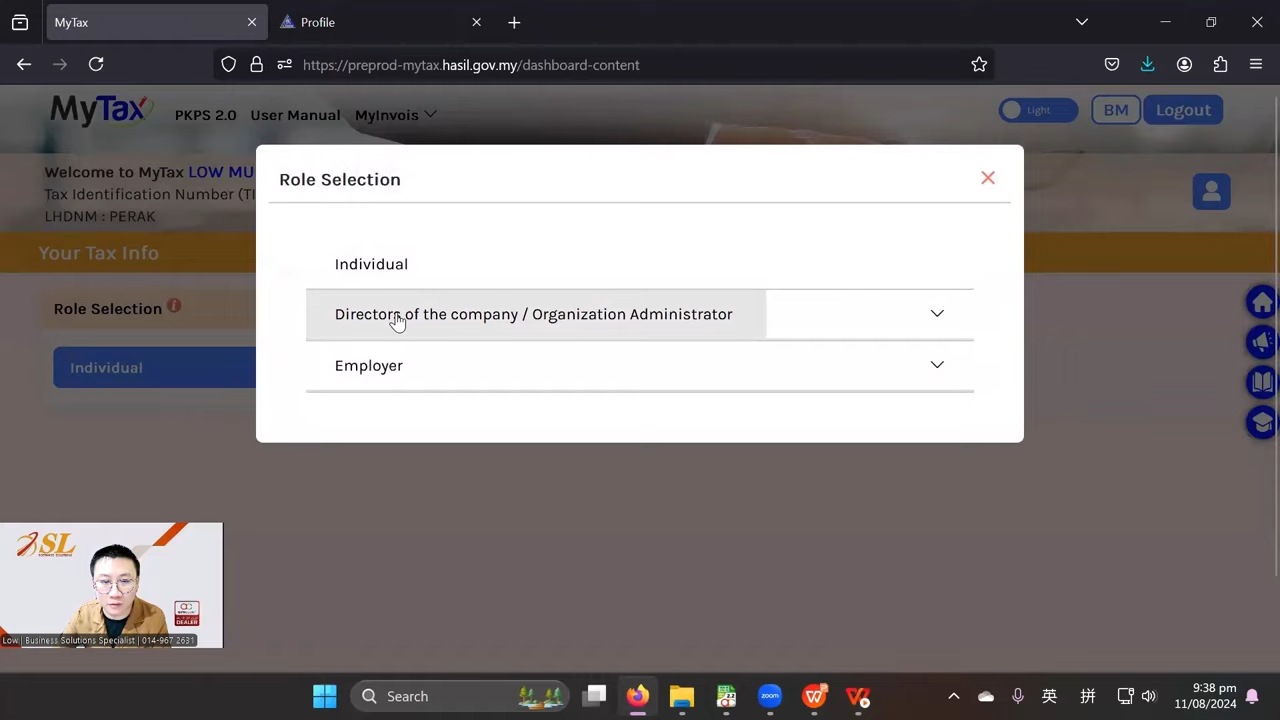 MyTax
Profile
https://preprod-mytax.hasil.gov.my/dashboard-content
MyTax
PKPS 2.0
User Manual
MyInvois
Light
BM
Logout
Welcome to MyTax LOW MU
Tax Identification Number (TI
LHDNM : PERAK
Your Tax Info
Role Selection
Individual
Role Selection
Individual
Directors of the company / Organization Administrator
Employer
SL
DEALER
Low | Business Solutions Specialist | 014-967 2631
Search
英
拼
9:38 pm
11/08/2024